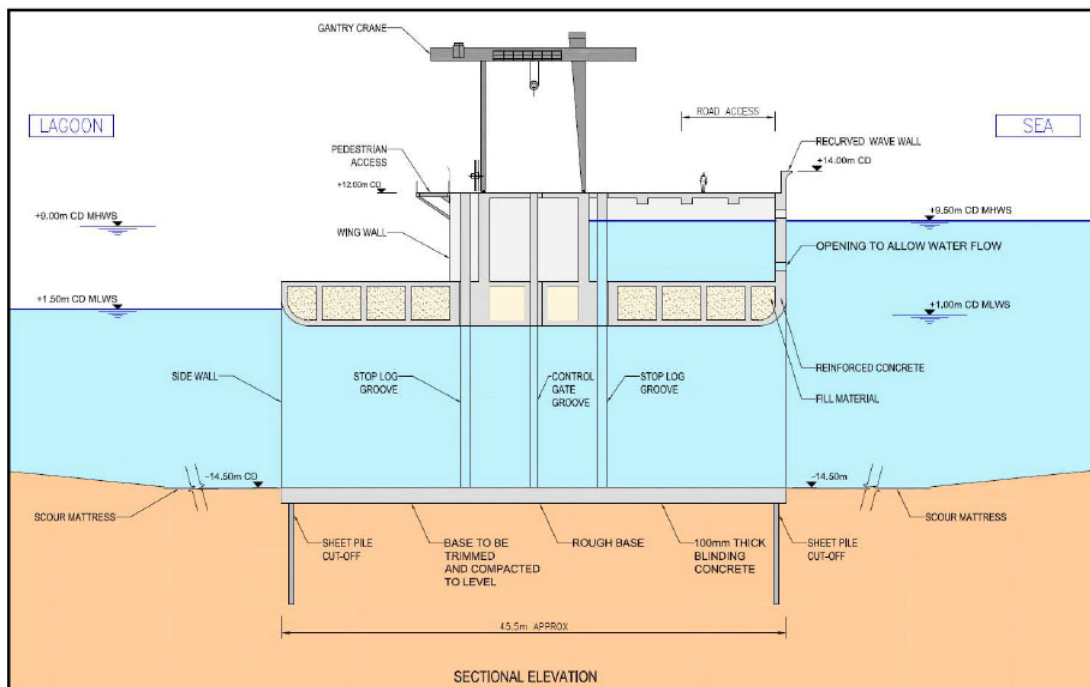 GANTRY CRANE
LAGOON
ROAD ACCESS
SEA
PEDESTRIAN
ACCESS
RECURVED WAVE WALL
+14.00m CD
+12.00m CD
+9.00m CD MHWS
+9.50m CD MHWS
WING WALL
OPENING TO ALLOW WATER FLOW
+1.50m CD MLWS
+1.00m CD MLWS
SIDE WALL
STOP LOG
GROOVE
CONTROL
GATE
GROOVE
STOP LOG
GROOVE
REINFORCED CONCRETE
FILL MATERIAL
-14.50m CD
-14.50m
SCOUR MATTRESS
SHEET PILE
CUT-OFF
BASE TO BE
TRIMMED
AND COMPACTED
TO LEVEL
ROUGH BASE
100mm THICK
BLINDING
CONCRETE
SHEET PILE
CUT-OFF
SCOUR MATTRESS
45.5m APPROX
SECTIONAL ELEVATION